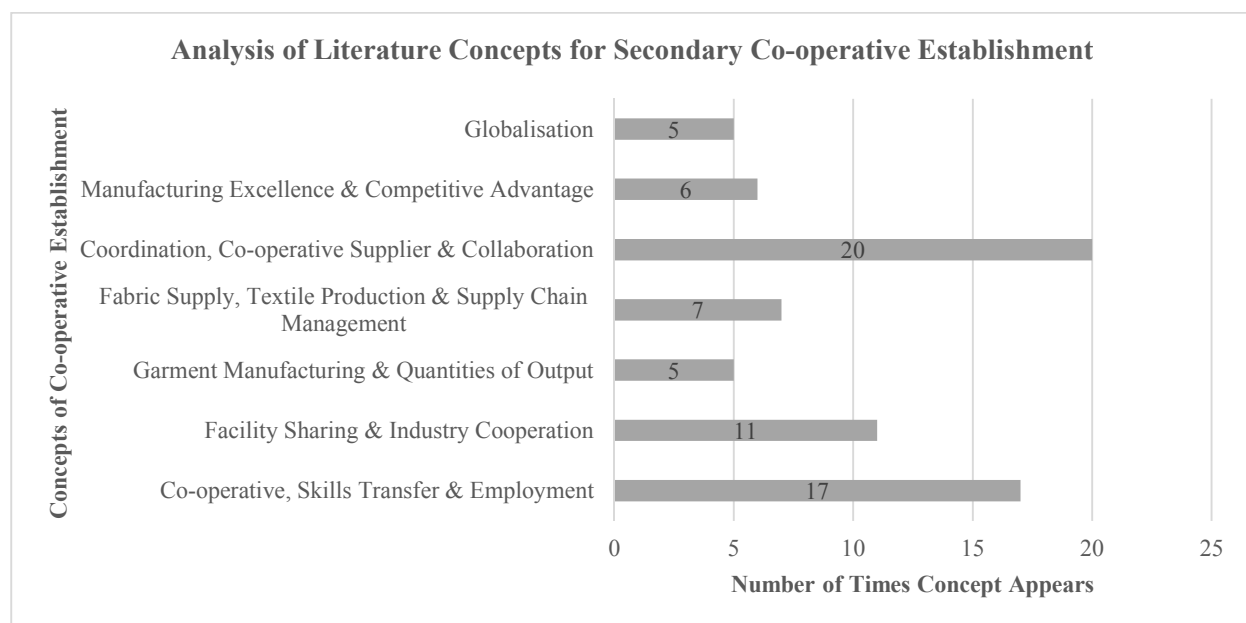 Analysis of Literature Concepts for Secondary Co-operative Establishment
Concepts of Co-operative Establishment
Globalisation
5
Manufacturing Excellence & Competitive Advantage
6
Coordination, Co-operative Supplier & Collaboration
20
Fabric Supply, Textile Production & Supply Chain
Management
7
Garment Manufacturing & Quantities of Output
5
Facility Sharing & Industry Cooperation
11
Co-operative, Skills Transfer & Employment
17
0 5 10 15 20 25
Number of Times Concept Appears